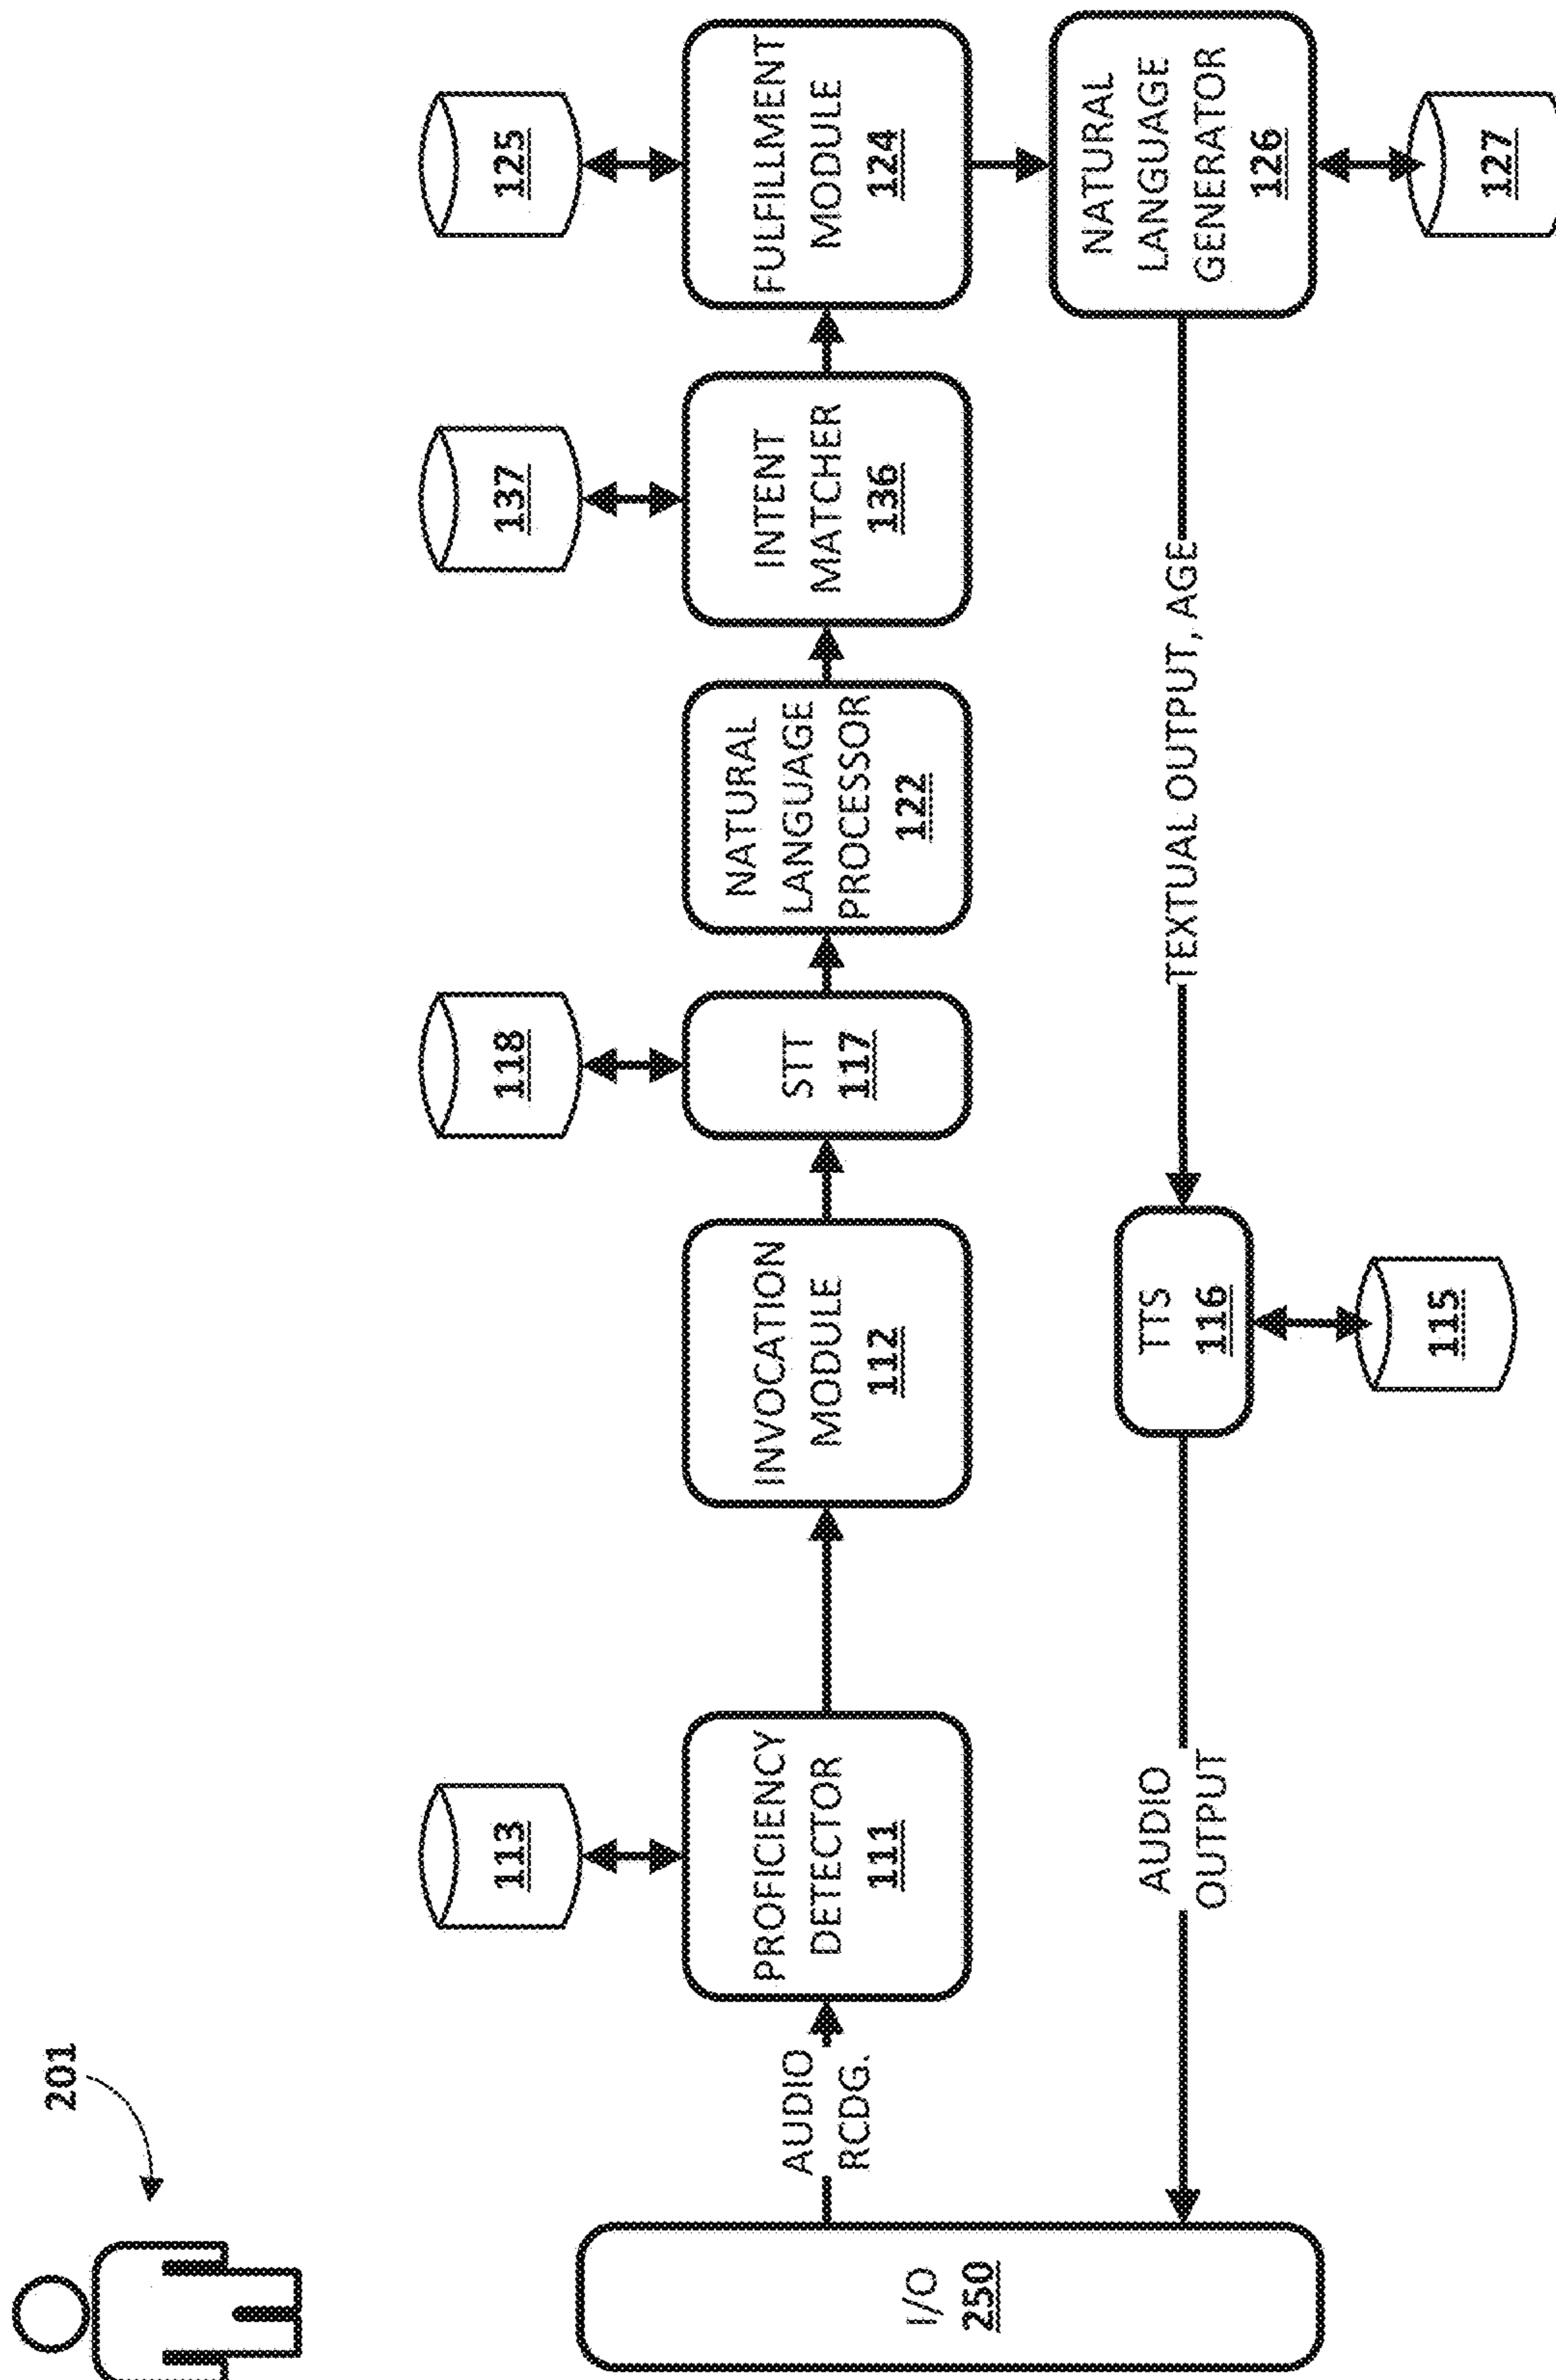 201
I/O
250
AUDIO
RCDG.
PROFICIENCY
DETECTOR
111
113
INVOCATION
MODULE
112
STT
117
118
NATURAL
LANGUAGE
PROCESSOR
122
INTENT
MATCHER
136
137
FULFILLMENT
MODULE
124
125
NATURAL
LANGUAGE
GENERATOR
126
127
TEXTUAL OUTPUT, AGE
TTS
116
115
AUDIO
OUTPUT